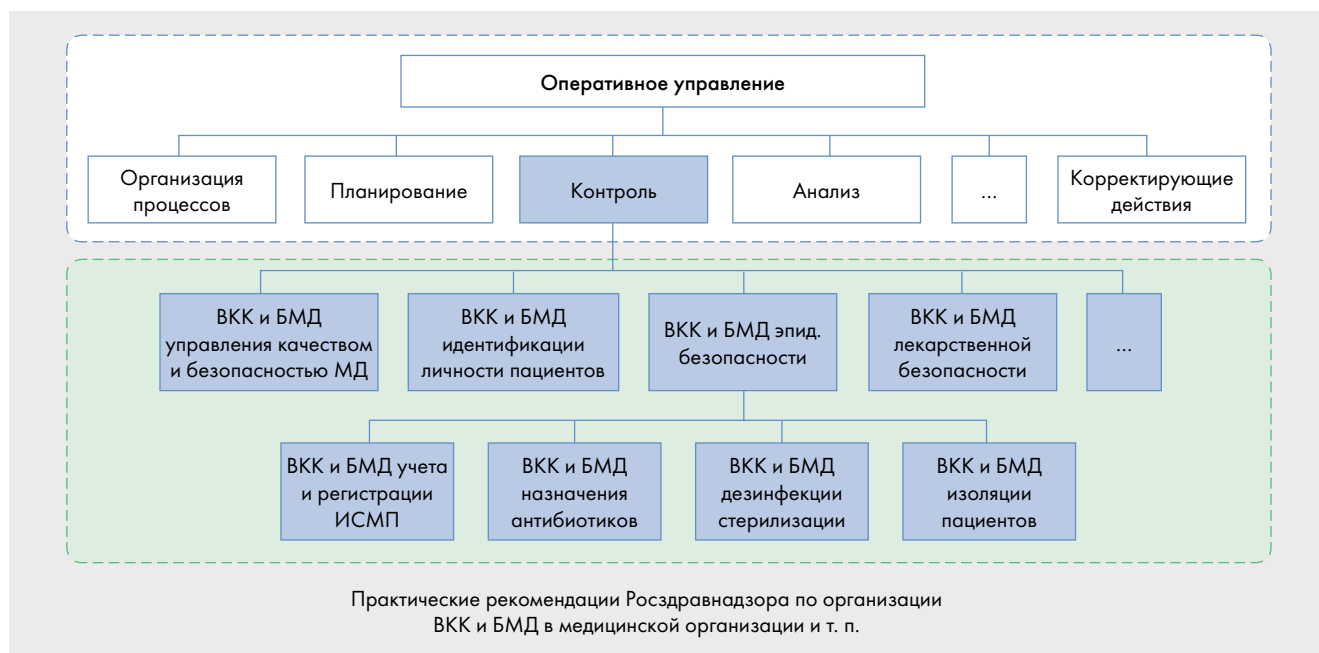 Оперативное управление
Организация
процессов
Планирование
Контроль
Анализ
...
Корректирующие
действия
ВКК и БМД
управления качеством
и безопасностью МД
ВКК и БМД
идентификации
личности пациентов
ВКК и БМД эпид.
безопасности
ВКК и БМД
лекарственной
безопасности
...
ВКК и БМД учета
и регистрации
ИСМП
ВКК и БМД
назначения
антибиотиков
ВКК и БМД
дезинфекции
стерилизации
ВКК и БМД
изоляции
пациентов
Практические рекомендации Росздравнадзора по организации
ВКК и БМД в медицинской организации и т. п.